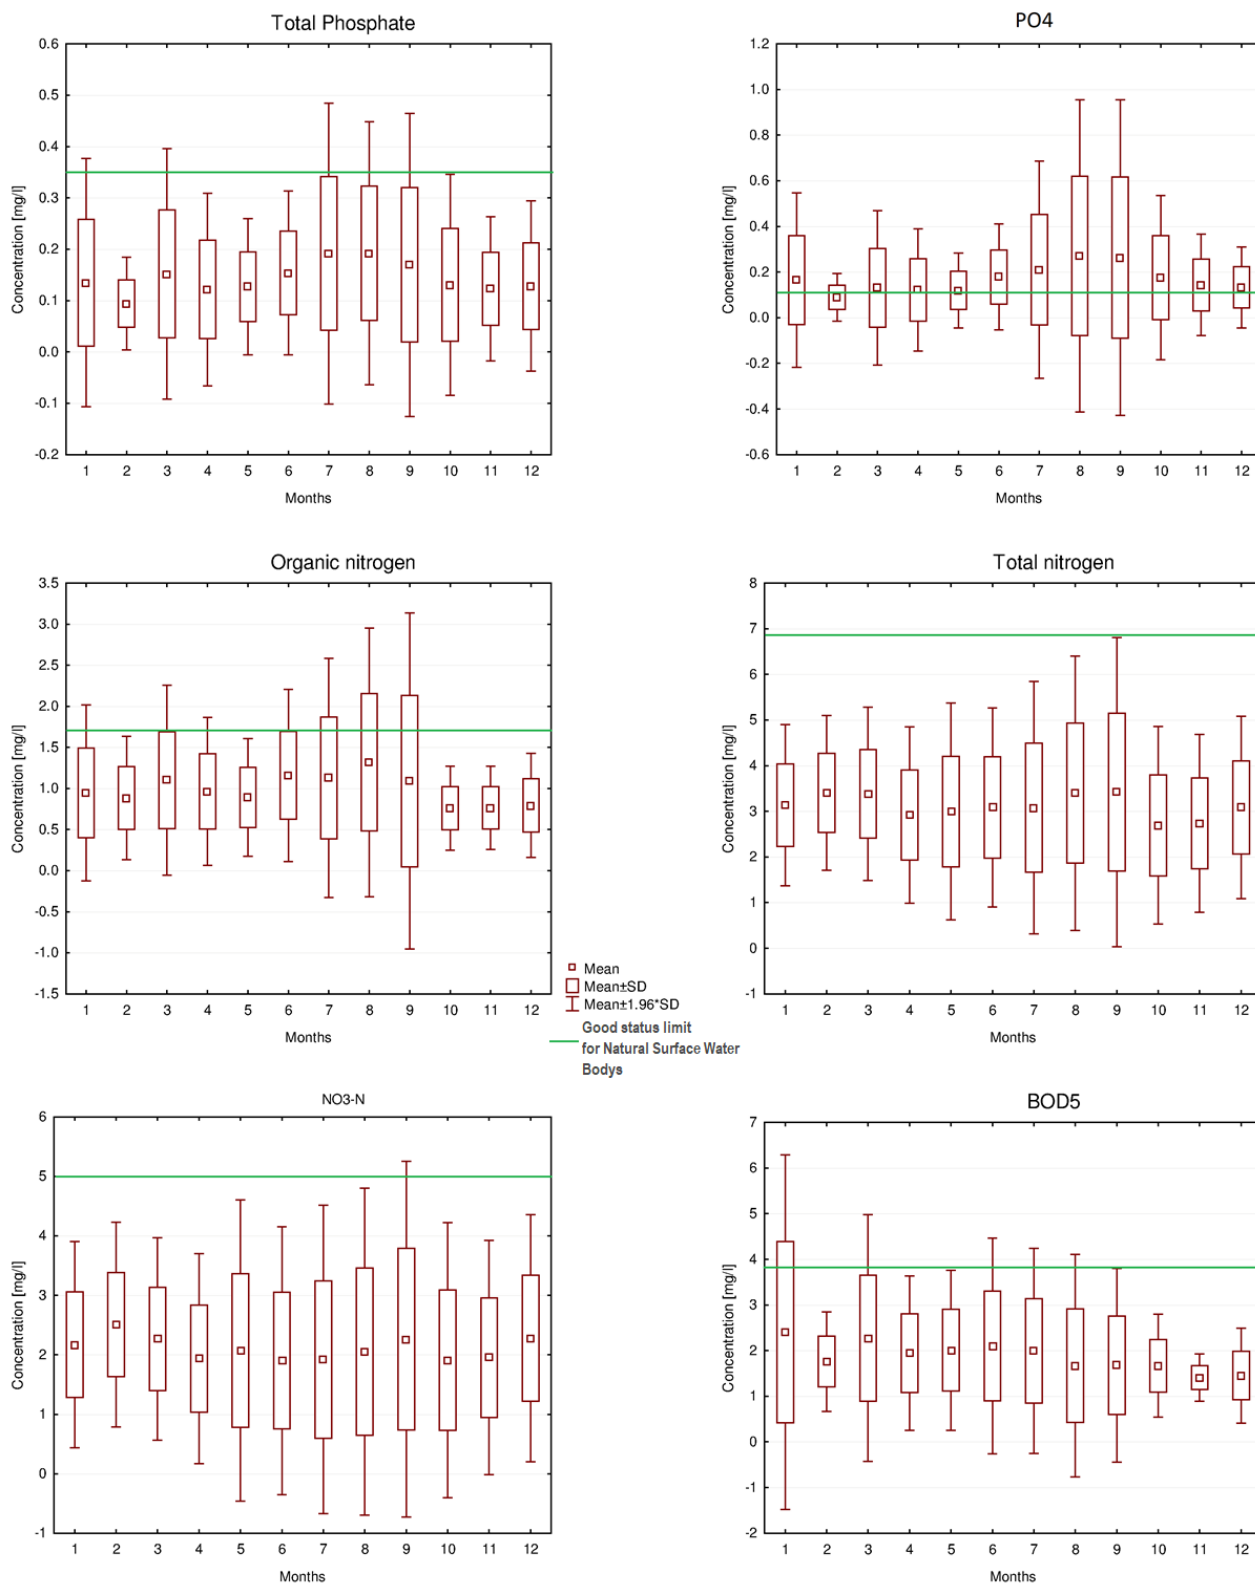 Total Phosphate
0.6
0.5
0.4
0.3
0.2
0.1
0.0
-0.1
-0.2
Concentration [mg/l]
1 2 3 4 5 6 7 8 9 10 11 12
Months
PO4
1.2
1.0
0.8
0.6
0.4
0.2
0.0
-0.2
-0.4
-0.6
Concentration [mg/l]
1 2 3 4 5 6 7 8 9 10 11 12
Months
Organic nitrogen
3.5
3.0
2.5
2.0
1.5
1.0
0.5
0.0
-0.5
-1.0
-1.5
Concentration [mg/l]
1 2 3 4 5 6 7 8 9 10 11 12
Months
Total nitrogen
8
7
6
5
4
3
2
1
0
-1
Concentration [mg/l]
1 2 3 4 5 6 7 8 9 10 11 12
Months
Mean
Mean±SD
Mean±1.96*SD
Good status limit
for Natural Surface Water
Bodys
NO3-N
6
5
4
3
2
1
0
-1
Concentration [mg/l]
1 2 3 4 5 6 7 8 9 10 11 12
Months
BOD5
7
6
5
4
3
2
1
0
-1
-2
Concentration [mg/l]
1 2 3 4 5 6 7 8 9 10 11 12
Months